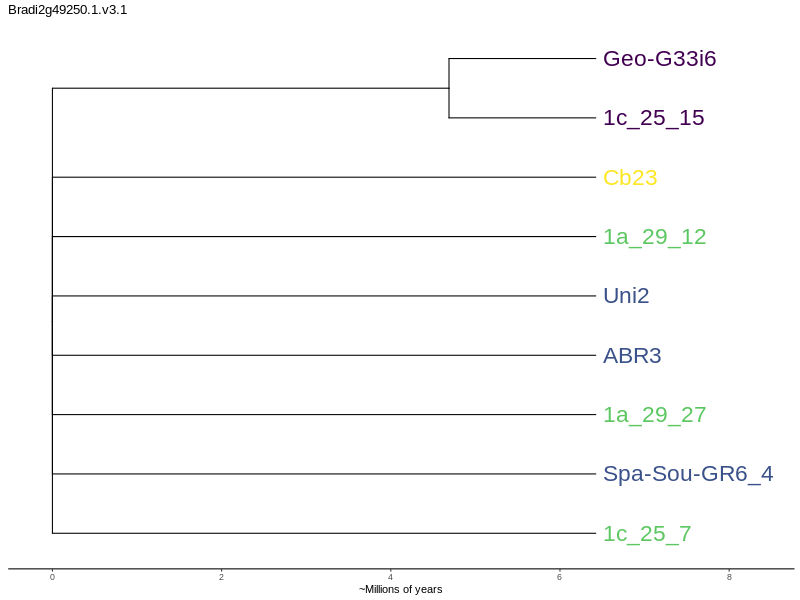 Bradi2g49250.1.v3.1
Geo-G33i6
1c_25_15
Cb23
1a_29_12
Uni2
ABR3
1a_29_27
Spa-Sou-GR6_4
1c_25_7
0 2 4 6 8
~Millions of years